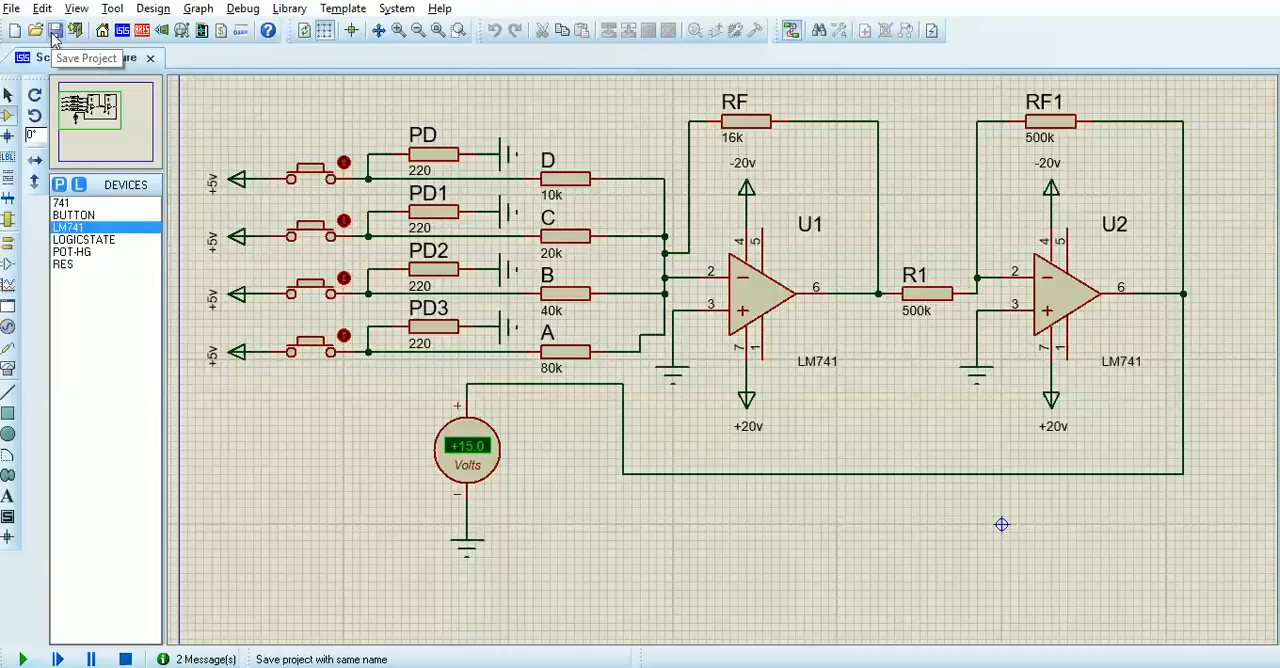 File Edit View Tool Design Graph Debug Library Template System Help
Save Project
0°
P L DEVICES
741
BUTTON
LM741
LOGICSTATE
POT-HG
RES
+5v
PD
220
D
10k
+5v
PD1
220
C
20k
+5v
PD2
220
B
40k
+5v
PD3
220
A
80k
RF
16k
-20v
U1
4 5
2
3
6
7 1
LM741
+20v
R1
500k
RF1
500k
-20v
U2
4 5
2
3
6
7 1
LM741
+20v
+15.0
Volts
2 Message(s) Save project with same name